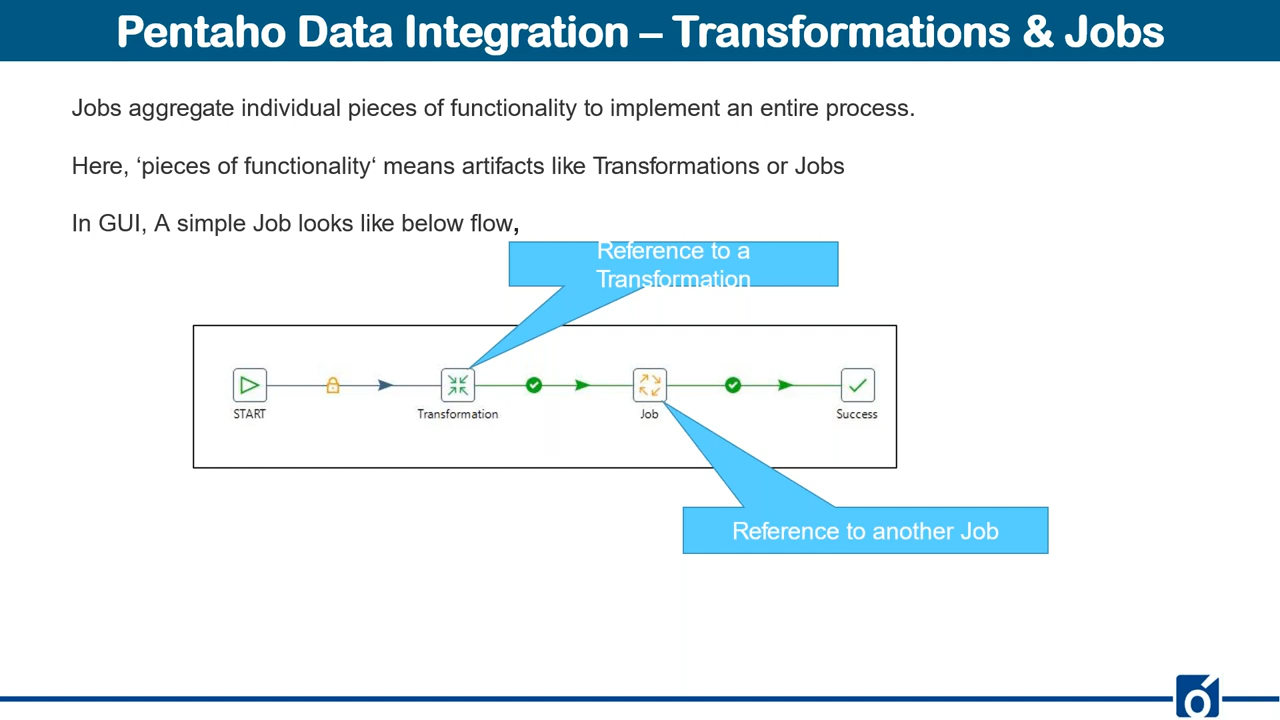 Pentaho Data Integration – Transformations & Jobs
Jobs aggregate individual pieces of functionality to implement an entire process.
Here, ‘pieces of functionality‘ means artifacts like Transformations or Jobs
In GUI, A simple Job looks like below flow,
Reference to a
Transformation
START
Transformation
Job
Success
Reference to another Job